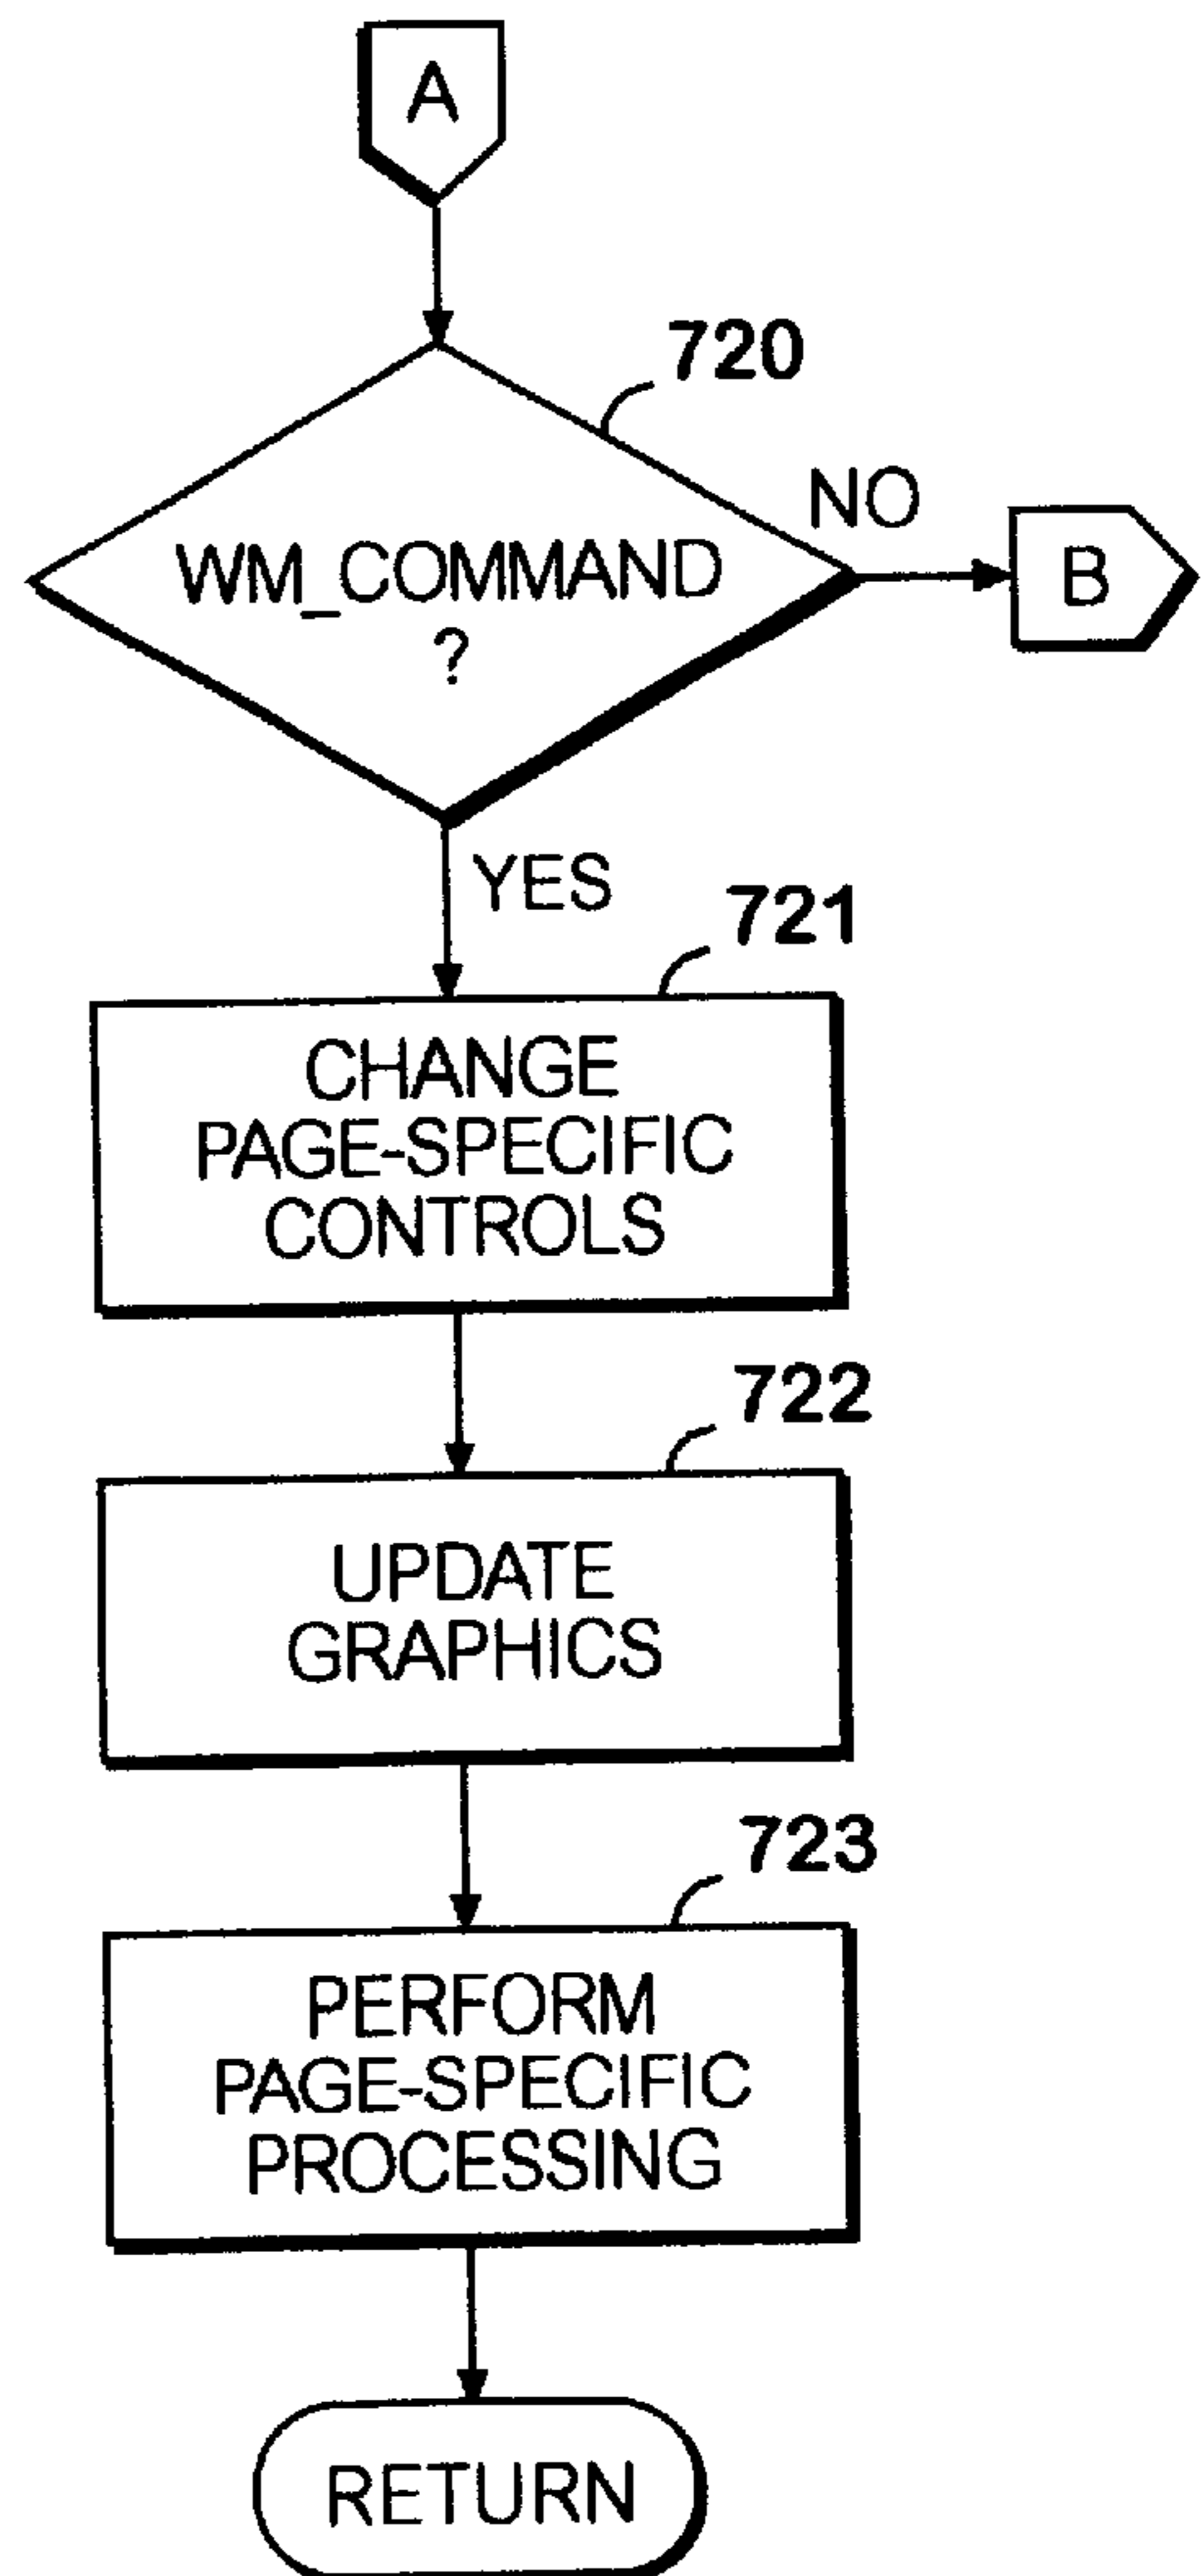 A
720
NO
WM_COMMAND
?
B
YES
721
CHANGE
PAGE-SPECIFIC
CONTROLS
722
UPDATE
GRAPHICS
723
PERFORM
PAGE-SPECIFIC
PROCESSING
RETURN